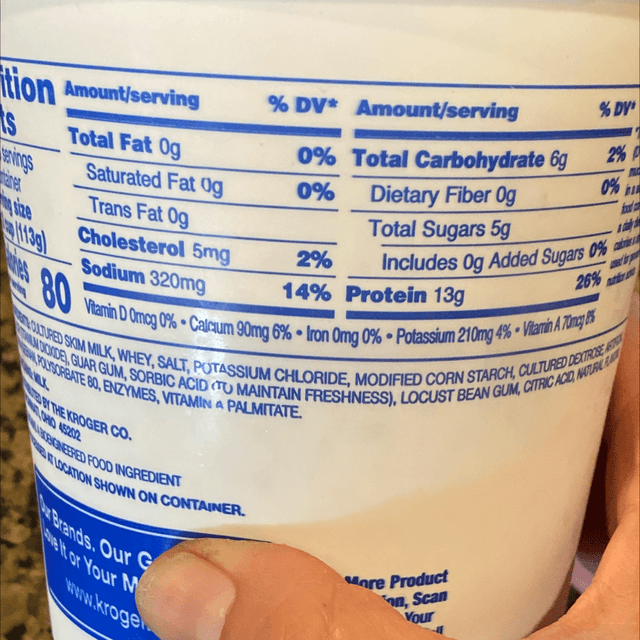 Amount/serving % DV* Amount/serving % DV*
Total Fat 0g 0% Total Carbohydrate 6g 2%
Saturated Fat 0g 0% Dietary Fiber 0g 0%
Trans Fat 0g Total Sugars 5g
Cholesterol 5mg 2% Includes 0g Added Sugars 0%
Sodium 320mg 14% Protein 13g 26%
(113g)
80
Vitamin D 0mcg 0% • Calcium 90mg 6% • Iron 0mg 0% • Potassium 210mg 4% • Vitamin A 70mcg 8%
CULTURED SKIM MILK, WHEY, SALT, POTASSIUM CHLORIDE, MODIFIED CORN STARCH, CULTURED DEXTROSE,
DIOXIDE), GUAR GUM, SORBIC ACID (TO MAINTAIN FRESHNESS), LOCUST BEAN GUM, CITRIC ACID, NATURAL
POLYSORBATE 80, ENZYMES, VITAMIN A PALMITATE.
MILK.
BY THE KROGER CO.
OHIO 45202
BIOENGINEERED FOOD INGREDIENT
AT LOCATION SHOWN ON CONTAINER.
Our Brands. Our
It or Your
www.kroger
More Product
Scan
Your